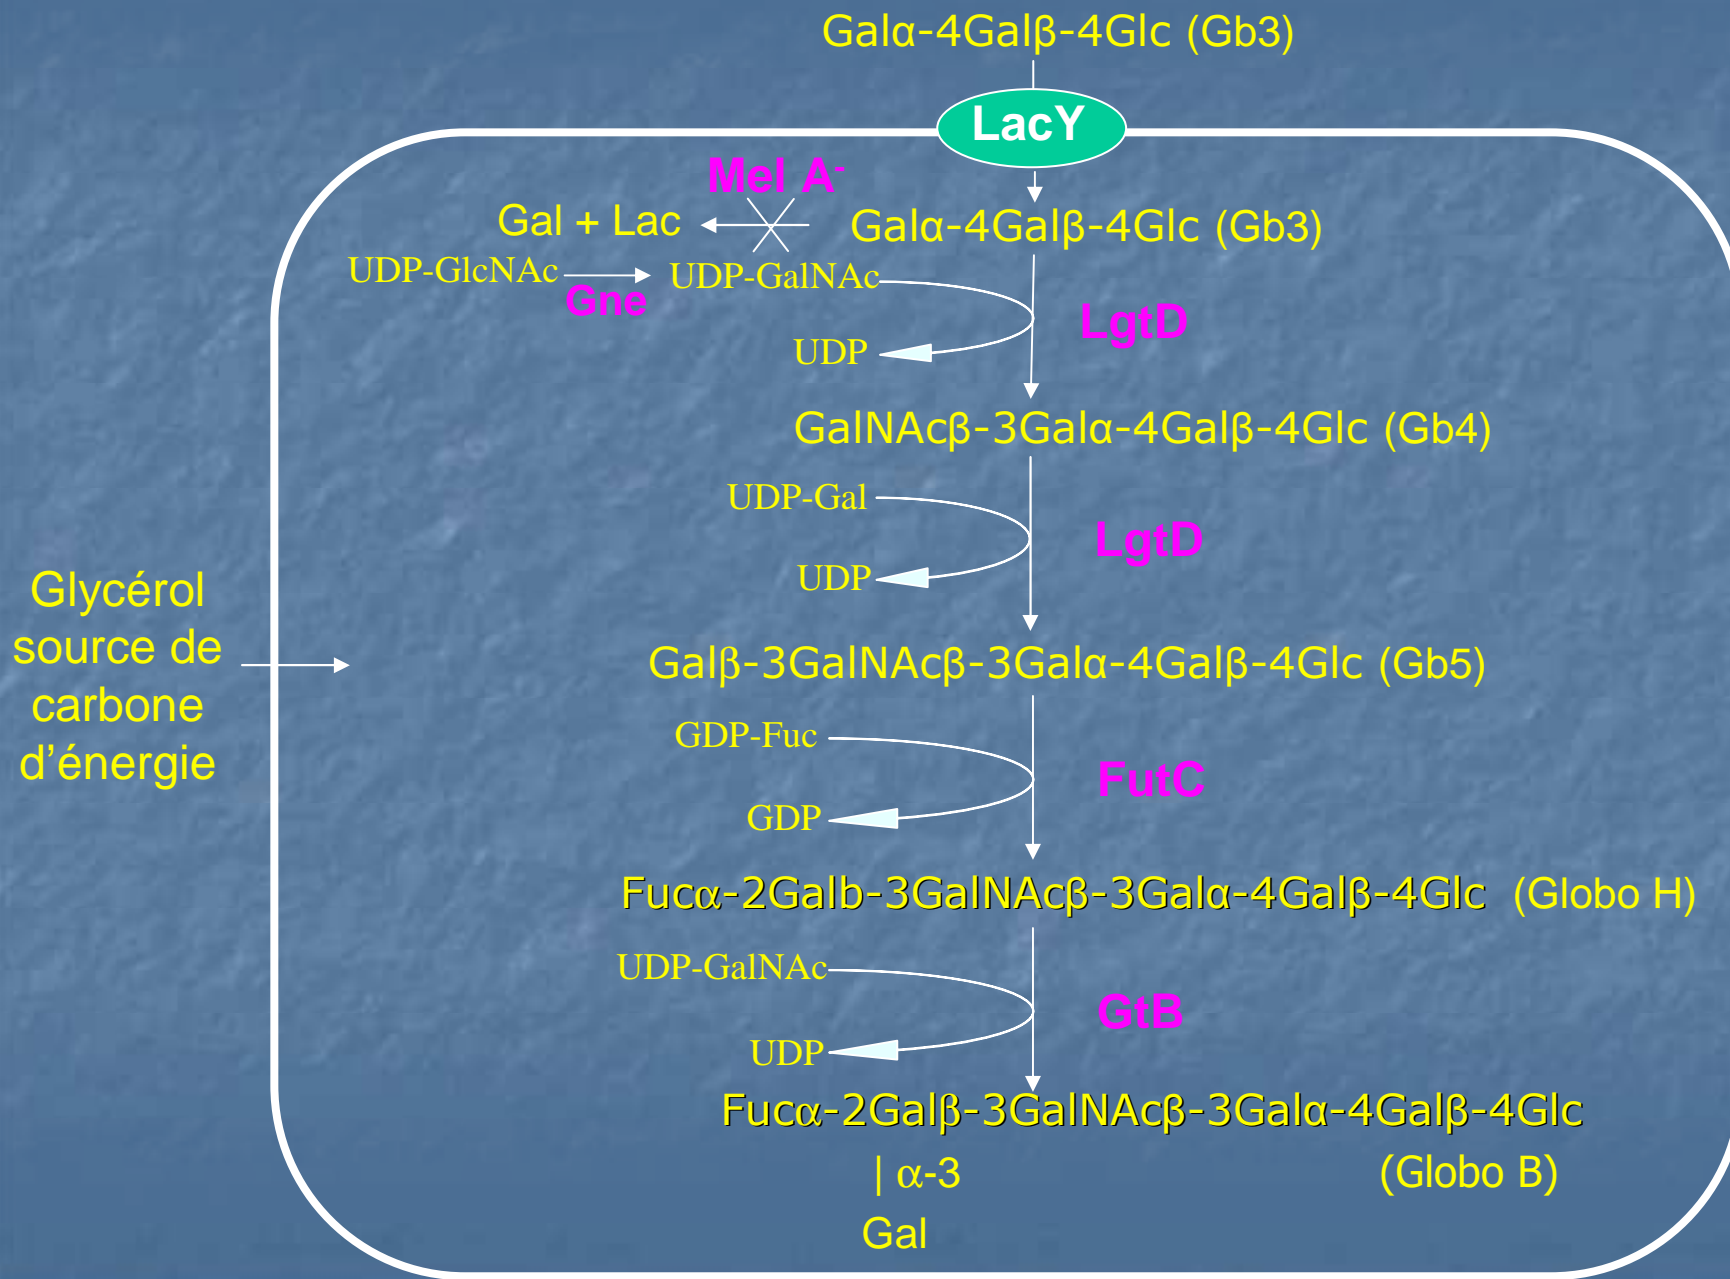 Galα-4Galβ-4Glc (Gb3)
LacY
Mel A-
Gal + Lac
Galα-4Galβ-4Glc (Gb3)
UDP-GlcNAc
UDP-GalNAc
Gne
LgtD
UDP
GalNAcβ-3Galα-4Galβ-4Glc (Gb4)
UDP-Gal
LgtD
UDP
Glycérol
source de
carbone
d’énergie
Galβ-3GalNAcβ-3Galα-4Galβ-4Glc (Gb5)
GDP-Fuc
FutC
GDP
Fucα-2Galb-3GalNAcβ-3Galα-4Galβ-4Glc (Globo H)
UDP-GalNAc
GtB
UDP
Fucα-2Galβ-3GalNAcβ-3Galα-4Galβ-4Glc
| α-3 (Globo B)
Gal